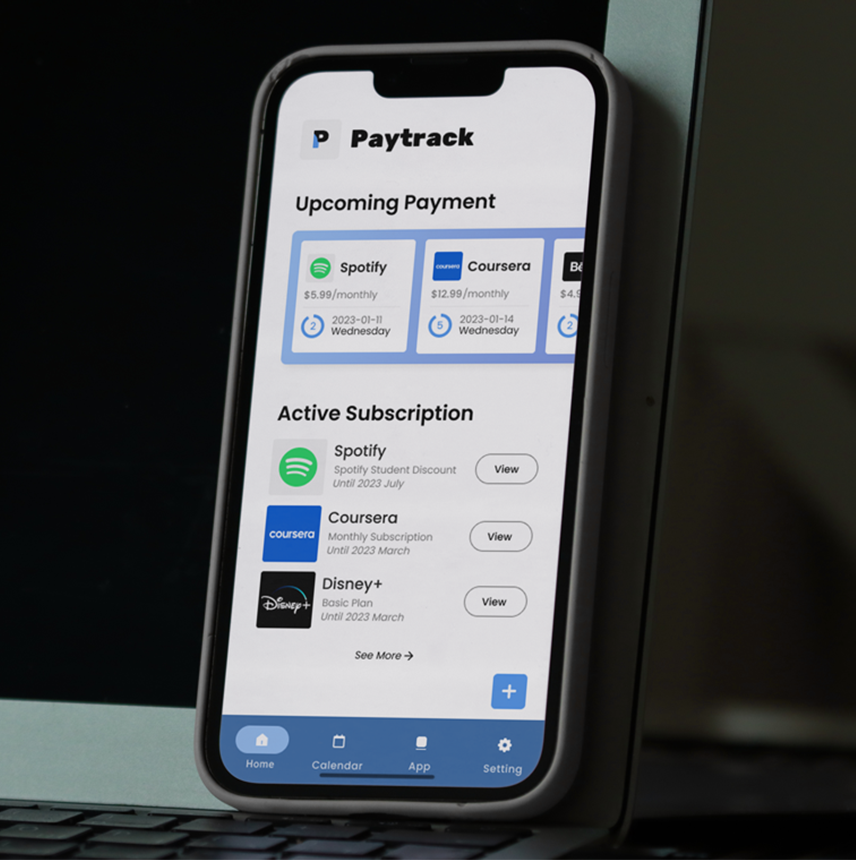 P Paytrack
Upcoming Payment
Spotify
$5.99/monthly
2 2023-01-11
Wednesday
coursera Coursera
$12.99/monthly
5 2023-01-14
Wednesday
Bē
$4.9
2
Active Subscription
Spotify
Spotify Student Discount
Until 2023 July
View
coursera
Coursera
Monthly Subscription
Until 2023 March
View
Disney+
Disney+
Basic Plan
Until 2023 March
View
See More →
+
Home Calendar App Setting